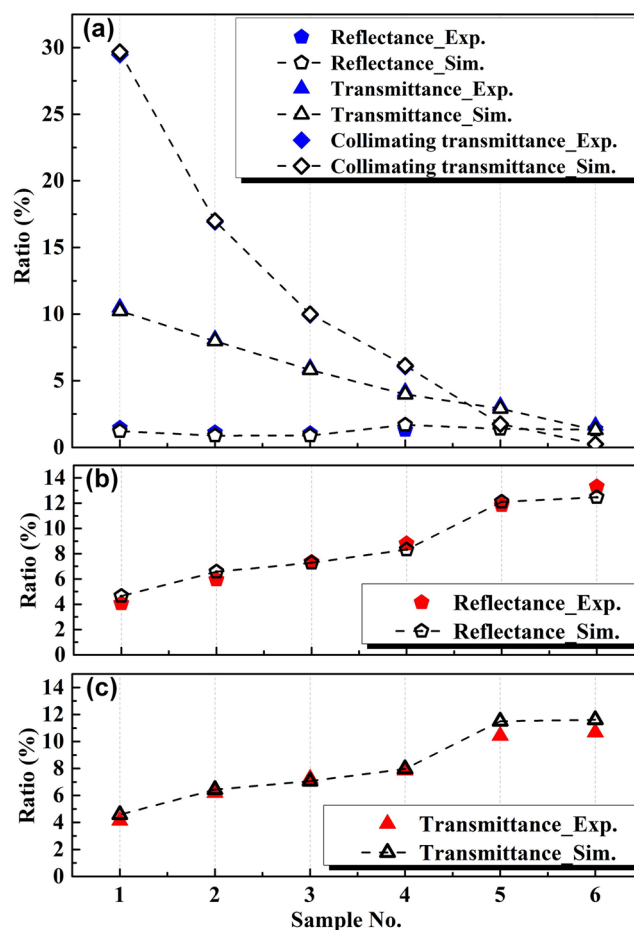 (a)
Reflectance_Exp.
Reflectance_Sim.
Transmittance_Exp.
Transmittance_Sim.
Collimating transmittance_Exp.
Collimating transmittance_Sim.
30
25
20
15
10
5
0
Ratio (%)
(b)
14
12
10
8
6
4
2
0
Ratio (%)
Reflectance_Exp.
Reflectance_Sim.
(c)
14
12
10
8
6
4
2
0
Ratio (%)
Transmittance_Exp.
Transmittance_Sim.
1 2 3 4 5 6
Sample No.